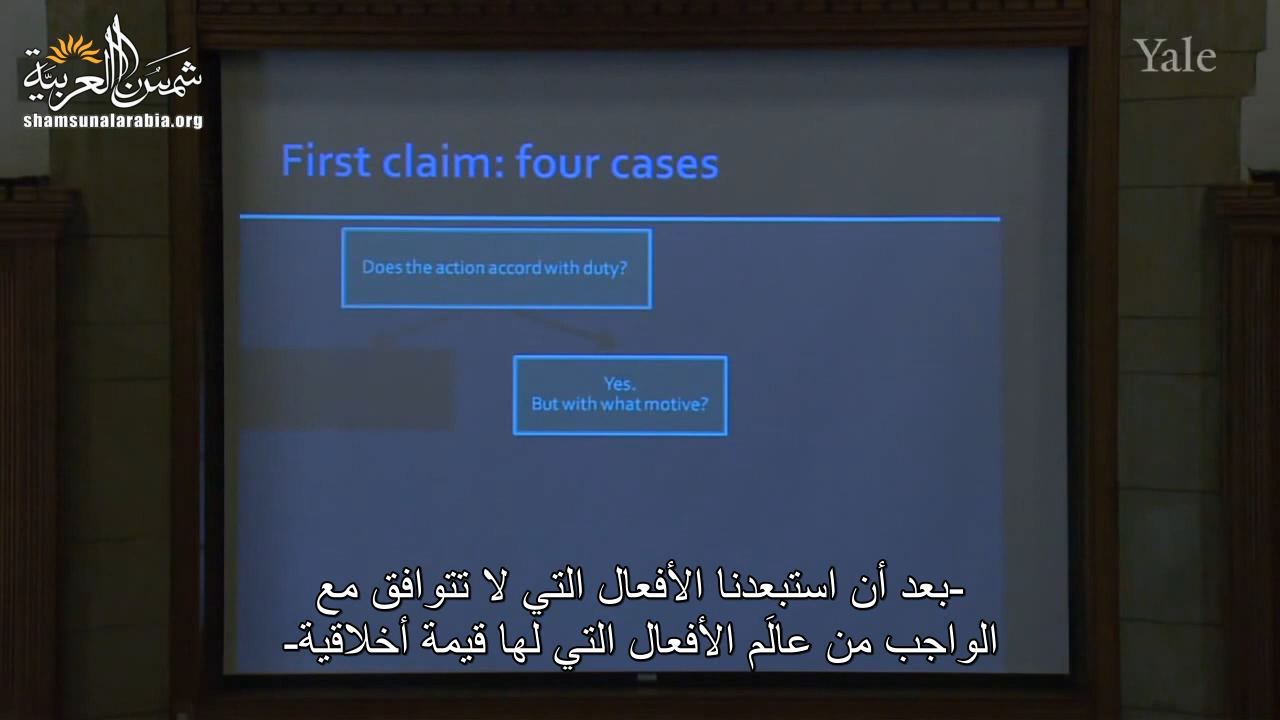 شمس العربية
shamsunalarabia.org
Yale
First claim: four cases
Does the action accord with duty?
Yes.
But with what motive?
-بعد أن استبعدنا الأفعال التي لا تتوافق مع
الواجب من عالَم الأفعال التي لها قيمة أخلاقية-